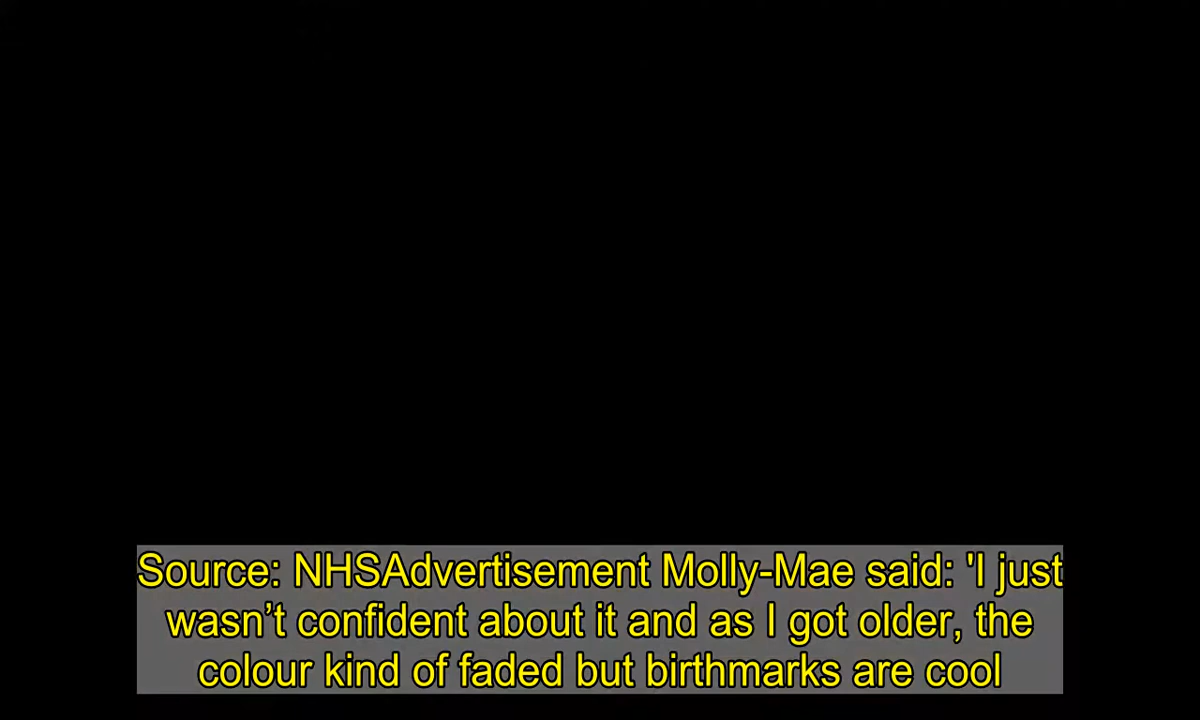 Source: NHSAdvertisement Molly-Mae said: 'I just
wasn’t confident about it and as I got older, the
colour kind of faded but birthmarks are cool